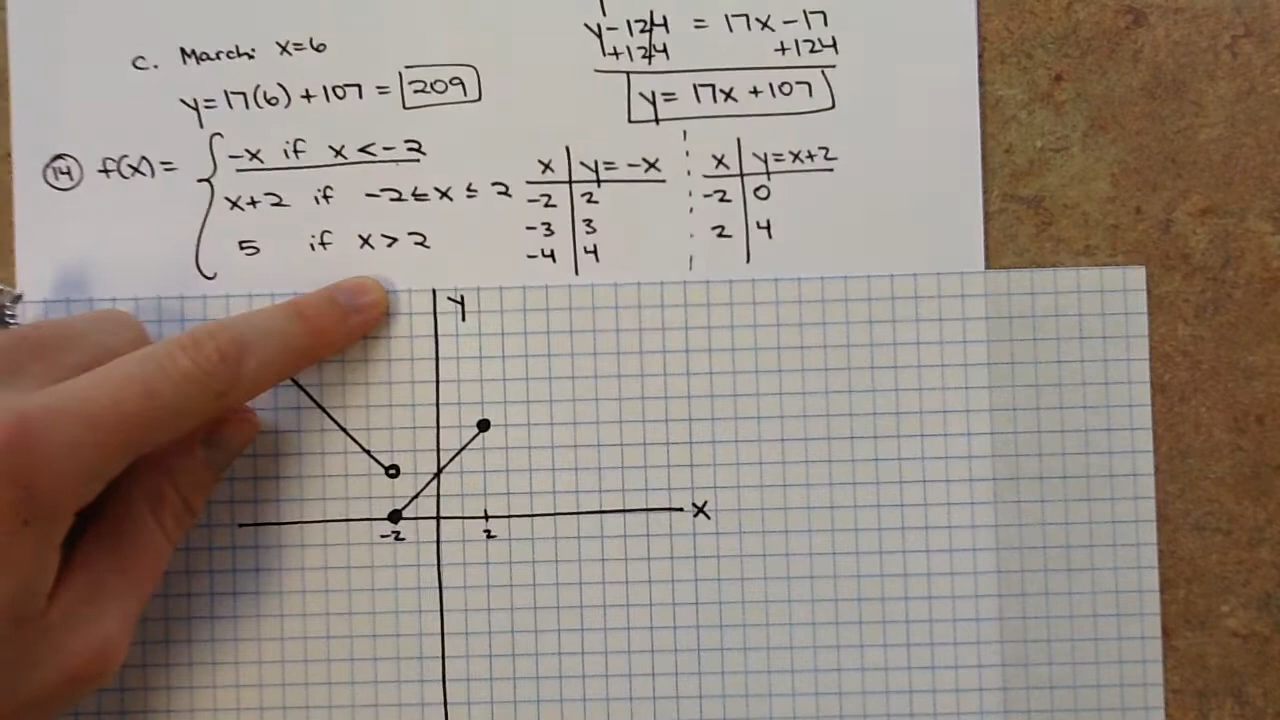 c. March: x=6
y=17(6)+107 = 209
y-124 = 17x-17
+124 +124
y= 17x+107
14 f(x)= { -x if x<-2
x+2 if -2≤x≤2
5 if x>2
x y=-x
-2 2
-3 3
-4 4
x y=x+2
-2 0
2 4
y
x
-2 2